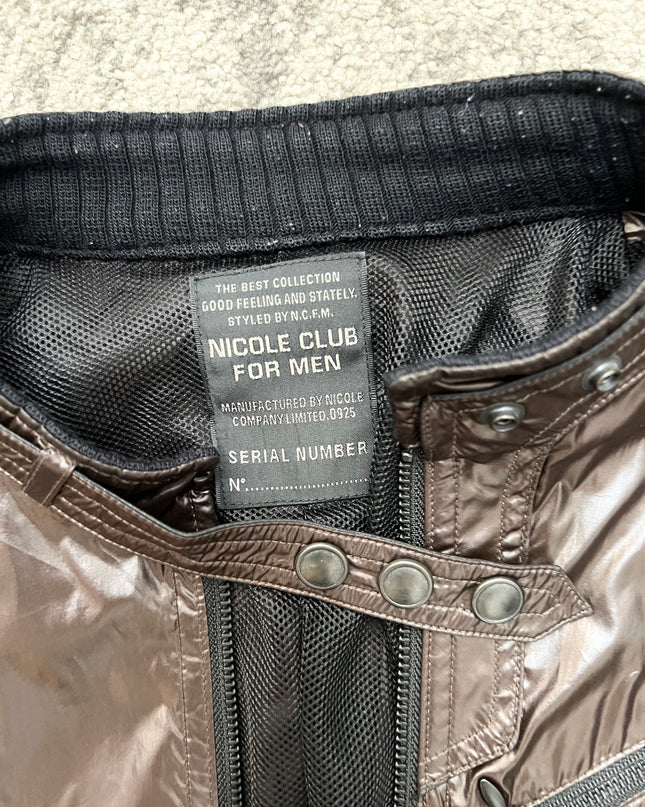 THE BEST COLLECTION
GOOD FEELING AND STATELY.
STYLED BY N.C.F.M.
NICOLE CLUB
FOR MEN
MANUFACTURED BY NICOLE
COMPANY LIMITED.0925
SERIAL NUMBER
N°......................